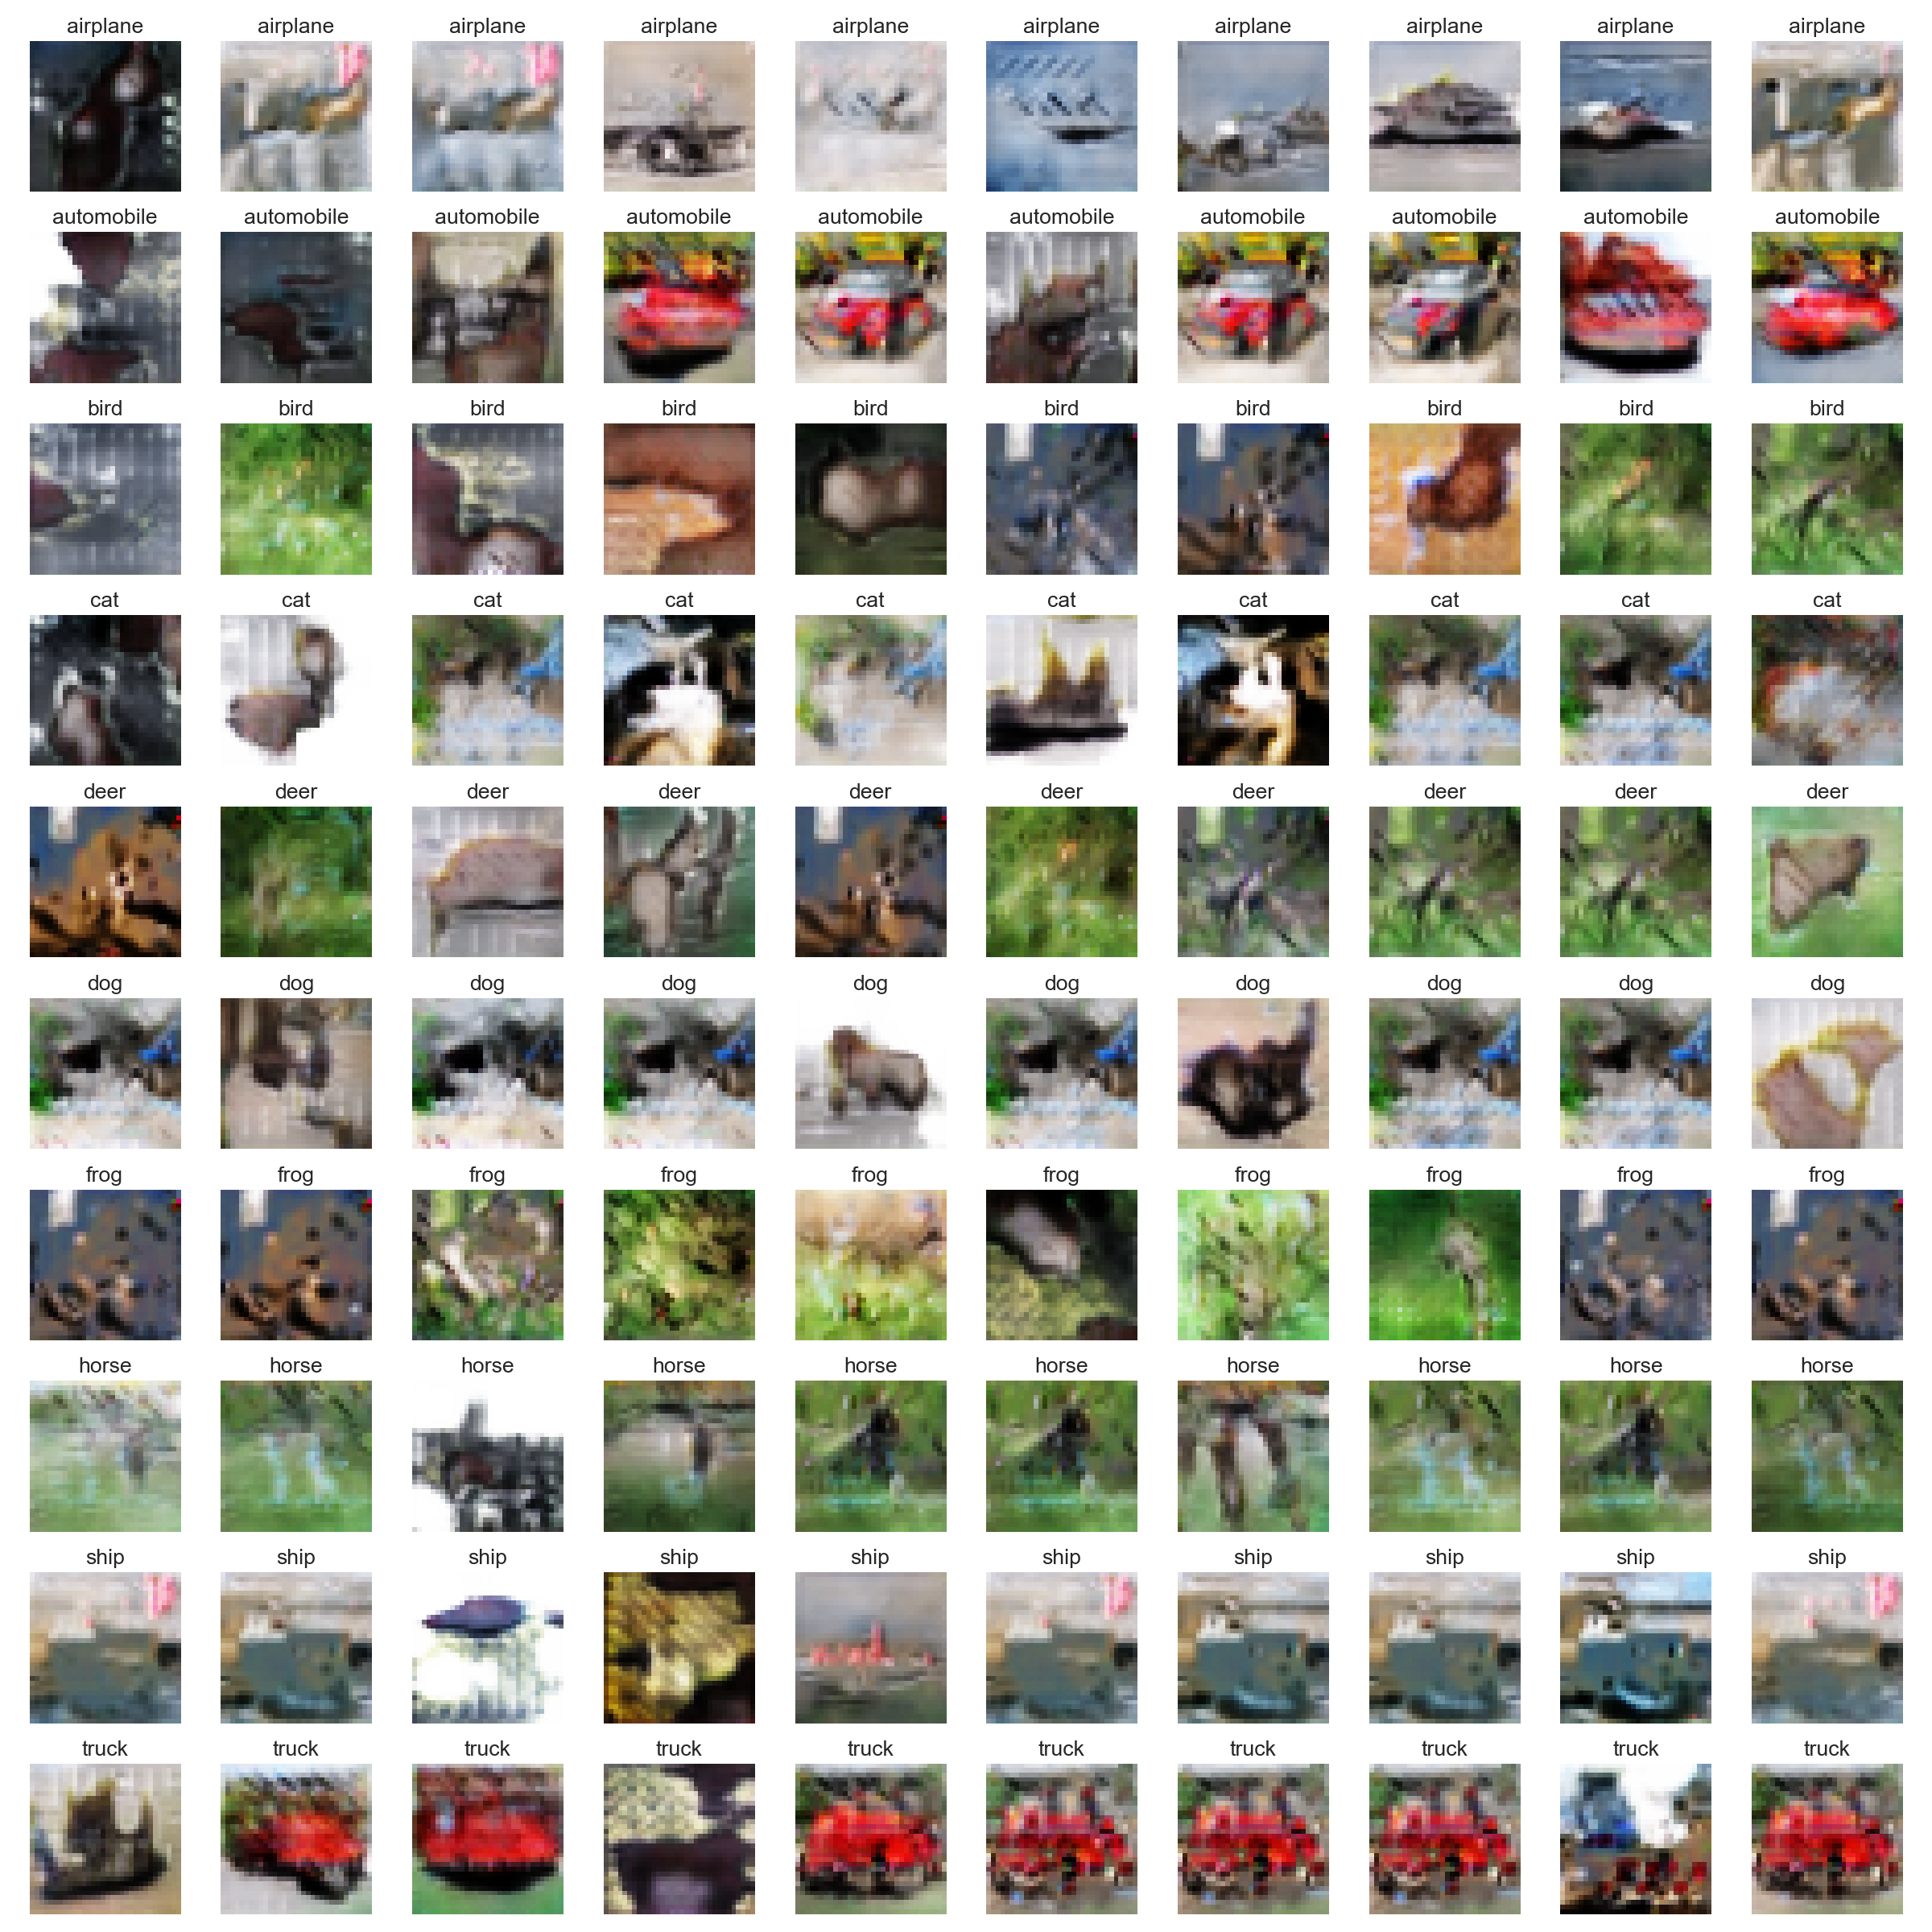 airplane airplane airplane airplane airplane airplane airplane airplane airplane airplane
automobile automobile automobile automobile automobile automobile automobile automobile automobile automobile
bird bird bird bird bird bird bird bird bird bird
cat cat cat cat cat cat cat cat cat cat
deer deer deer deer deer deer deer deer deer deer
dog dog dog dog dog dog dog dog dog dog
frog frog frog frog frog frog frog frog frog frog
horse horse horse horse horse horse horse horse horse horse
ship ship ship ship ship ship ship ship ship ship
truck truck truck truck truck truck truck truck truck truck